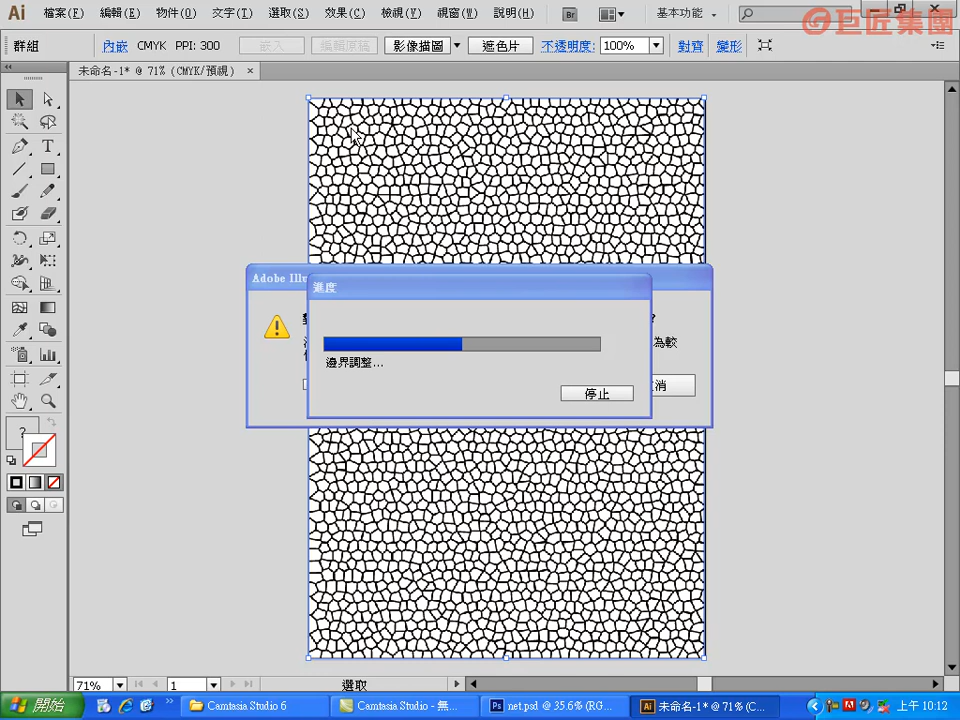 Ai 檔案(F) 編輯(E) 物件(O) 文字(T) 選取(S) 效果(C) 檢視(V) 視窗(W) 說明(H) Br 基本功能
巨匠集團
群組 內嵌 CMYK PPI: 300 嵌入 編輯原稿 影像描圖 遮色片 不透明度: 100% 對齊 變形
未命名-1* @ 71% (CMYK/預視) ×
Adobe Illu
進度
?
為較
邊界調整...
消
停止
?
71% 1 選取
開始 Camtasia Studio 6 Camtasia Studio - 無... net.psd @ 35.6% (RG... 未命名-1* @ 71% (C... 上午 10:12